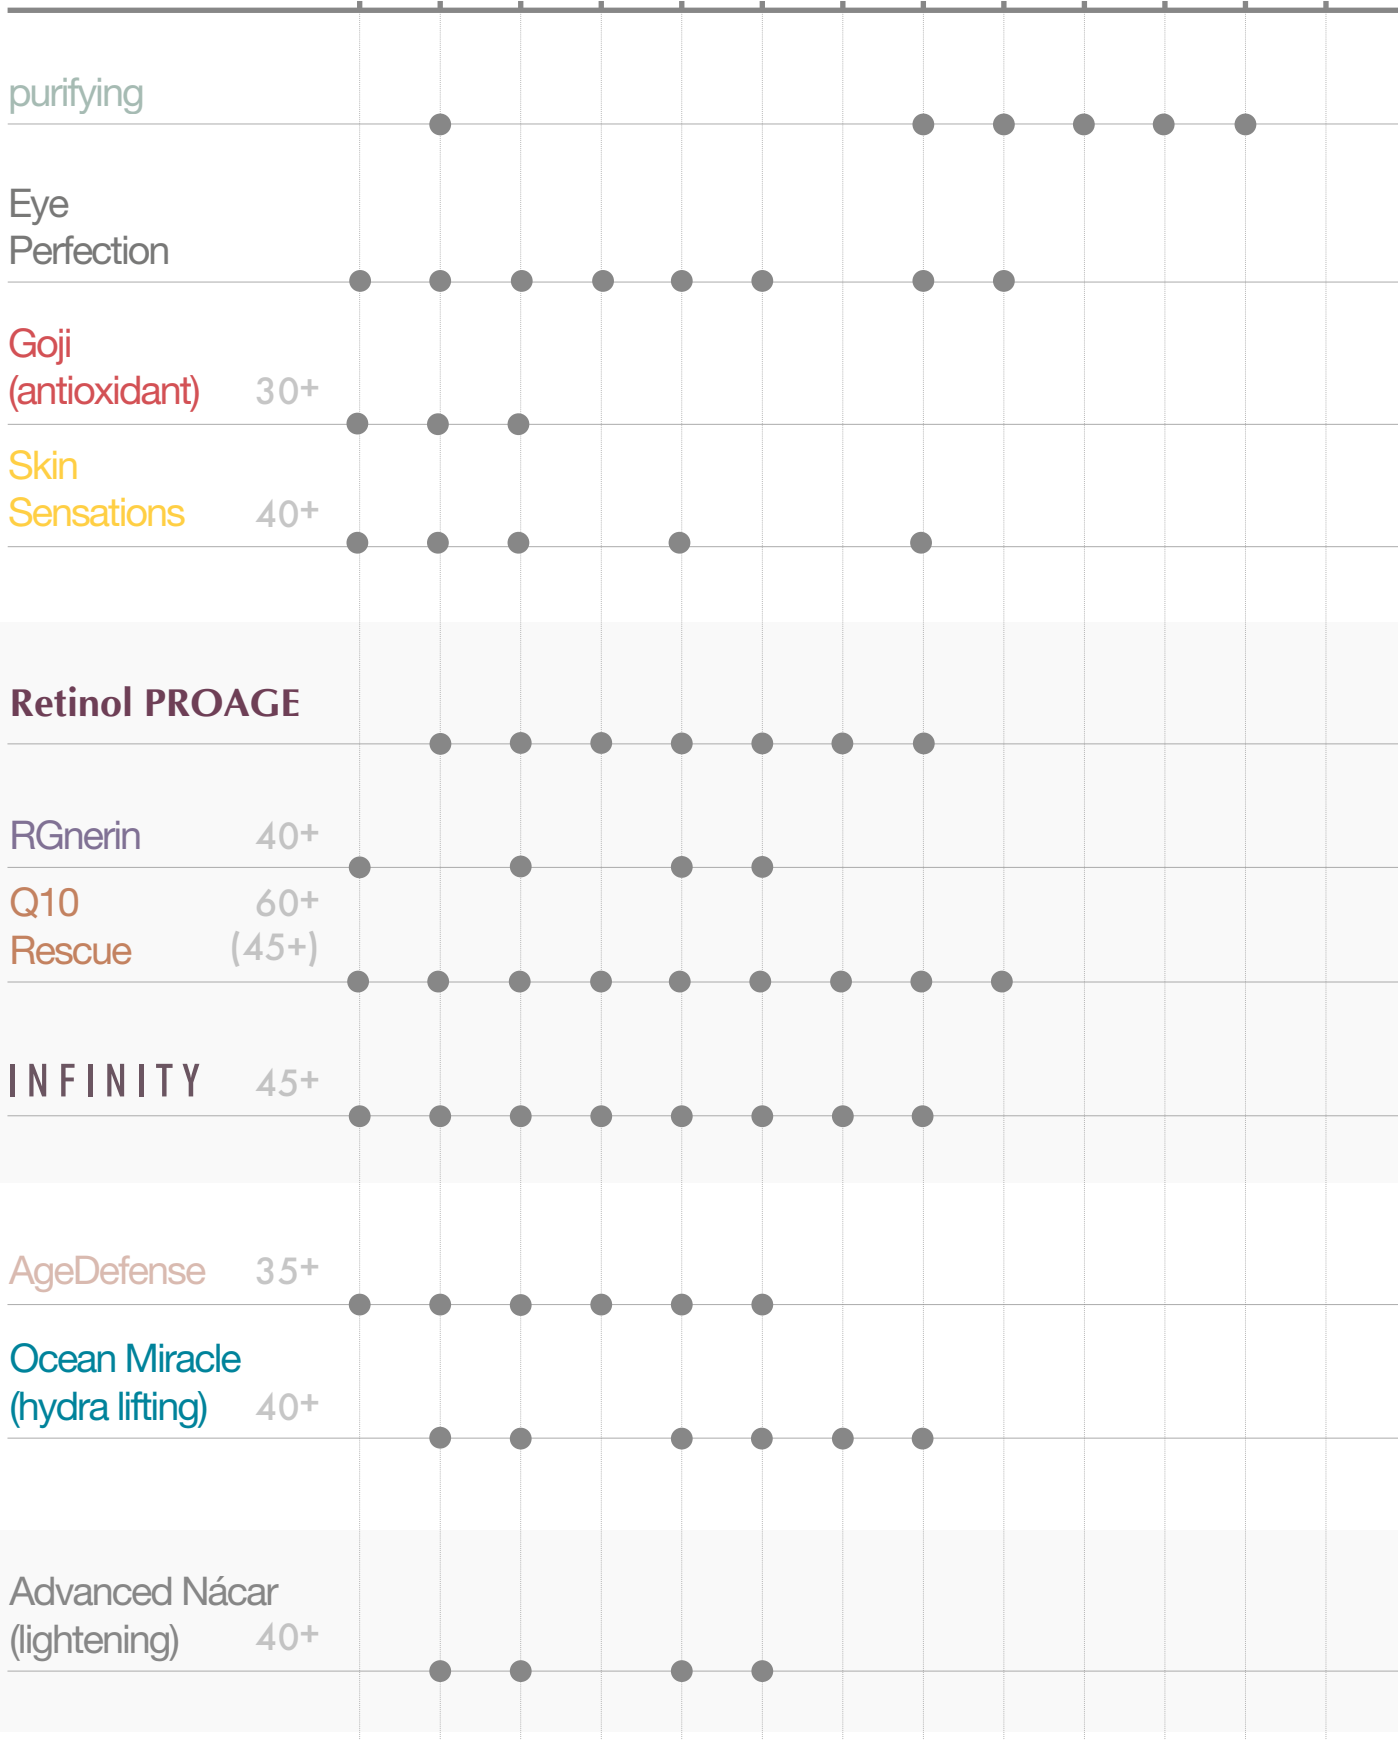 purifying
Eye
Perfection
Goji
(antioxidant) 30+
Skin
Sensations 40+
Retinol PROAGE
RGnerin 40+
Q10 60+
Rescue (45+)
INFINITY 45+
AgeDefense 35+
Ocean Miracle
(hydra lifting) 40+
Advanced Nácar
(lightening) 40+